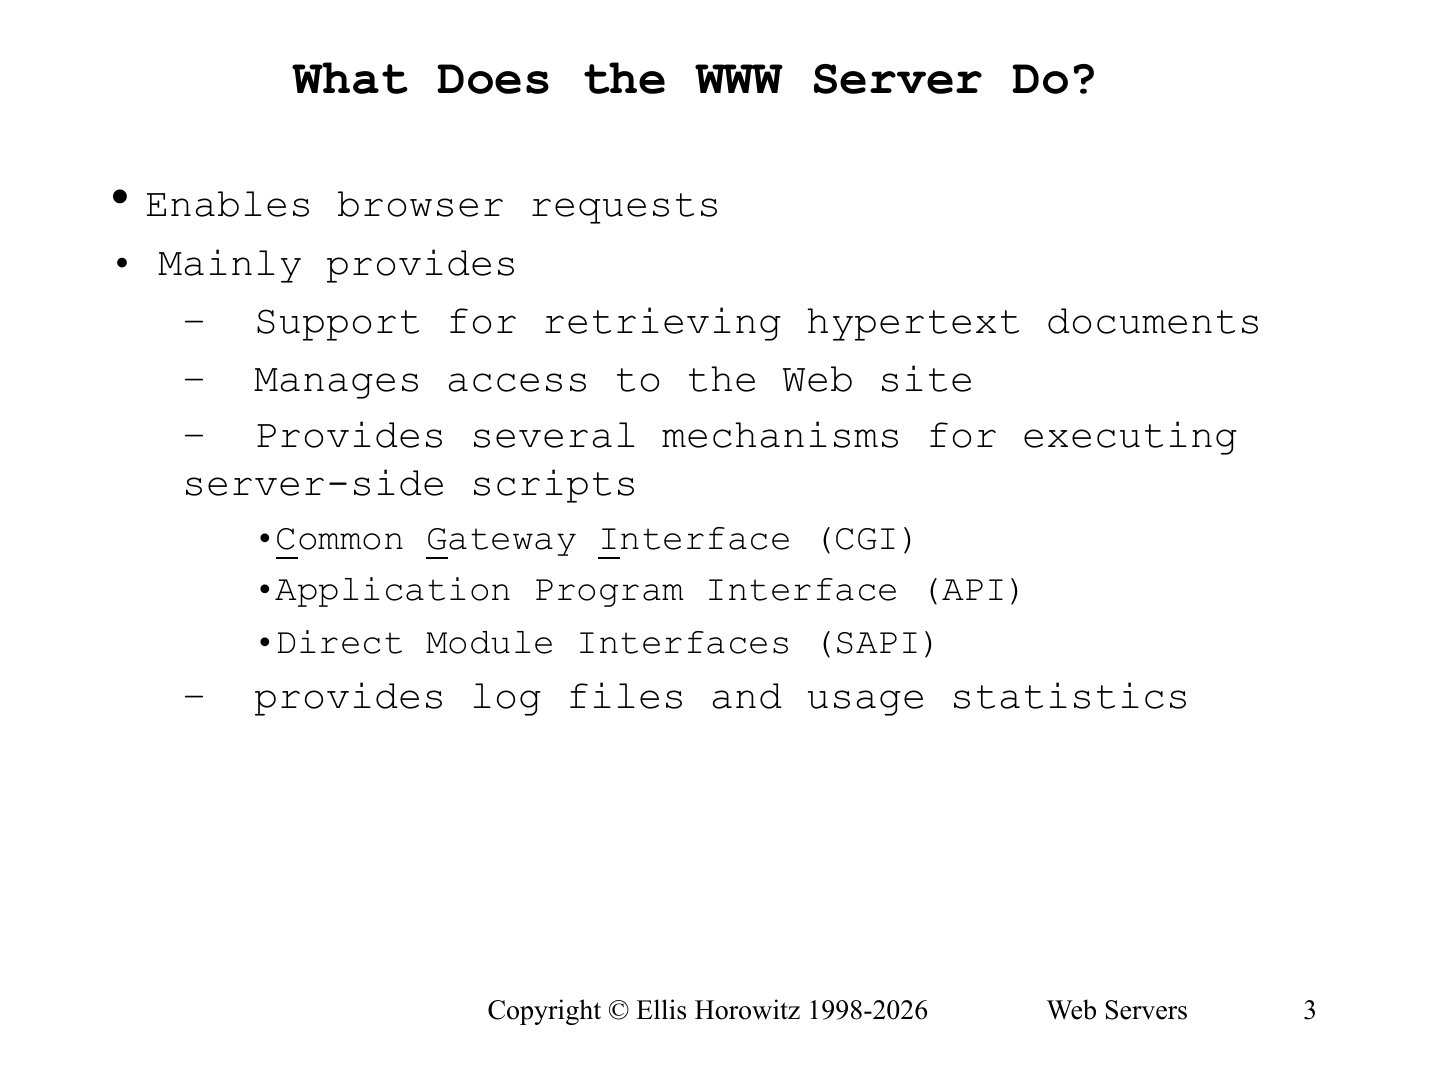 What Does the WWW Server Do?
• Enables browser requests
• Mainly provides
– Support for retrieving hypertext documents
– Manages access to the Web site
– Provides several mechanisms for executing
server-side scripts
•Common Gateway Interface (CGI)
•Application Program Interface (API)
•Direct Module Interfaces (SAPI)
– provides log files and usage statistics
Copyright © Ellis Horowitz 1998-2026 Web Servers 3